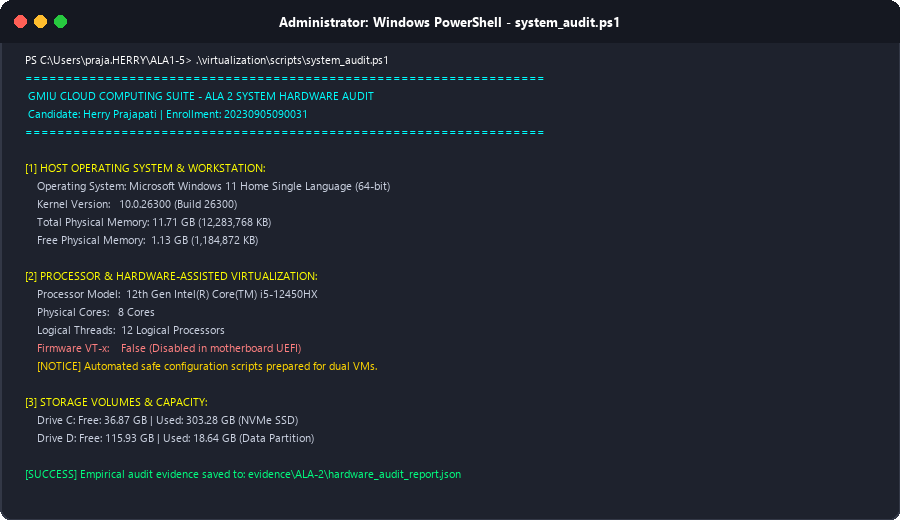 Administrator: Windows PowerShell - system_audit.ps1
PS C:\Users\praja.HERRY\ALA1-5> .\virtualization\scripts\system_audit.ps1
=================================================================
GMIU CLOUD COMPUTING SUITE - ALA 2 SYSTEM HARDWARE AUDIT
Candidate: Herry Prajapati | Enrollment: 20230905090031
=================================================================
[1] HOST OPERATING SYSTEM & WORKSTATION:
Operating System: Microsoft Windows 11 Home Single Language (64-bit)
Kernel Version: 10.0.26300 (Build 26300)
Total Physical Memory: 11.71 GB (12,283,768 KB)
Free Physical Memory: 1.13 GB (1,184,872 KB)
[2] PROCESSOR & HARDWARE-ASSISTED VIRTUALIZATION:
Processor Model: 12th Gen Intel(R) Core(TM) i5-12450HX
Physical Cores: 8 Cores
Logical Threads: 12 Logical Processors
Firmware VT-x: False (Disabled in motherboard UEFI)
[NOTICE] Automated safe configuration scripts prepared for dual VMs.
[3] STORAGE VOLUMES & CAPACITY:
Drive C: Free: 36.87 GB | Used: 303.28 GB (NVMe SSD)
Drive D: Free: 115.93 GB | Used: 18.64 GB (Data Partition)
[SUCCESS] Empirical audit evidence saved to: evidence\ALA-2\hardware_audit_report.json